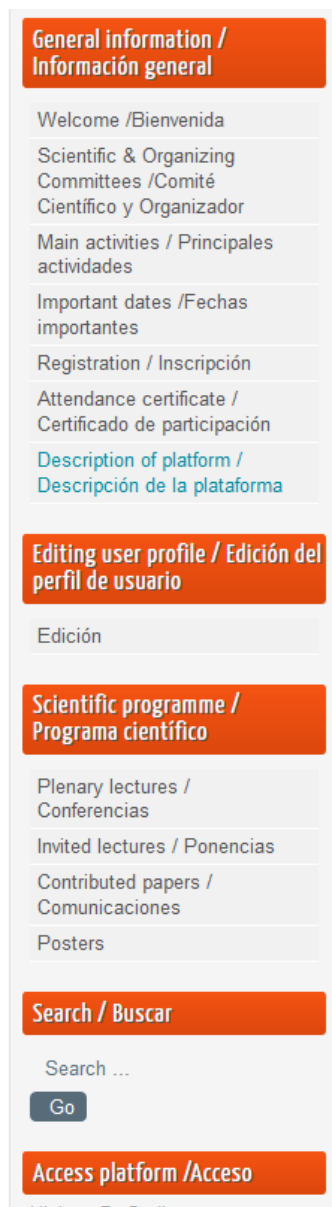 General information /
Información general
Welcome /Bienvenida
Scientific & Organizing
Committees /Comité
Científico y Organizador
Main activities / Principales
actividades
Important dates /Fechas
importantes
Registration / Inscripción
Attendance certificate /
Certificado de participación
Description of platform /
Descripción de la plataforma
Editing user profile / Edición del
perfil de usuario
Edición
Scientific programme /
Programa científico
Plenary lectures /
Conferencias
Invited lectures / Ponencias
Contributed papers /
Comunicaciones
Posters
Search / Buscar
Search ...
Go
Access platform /Acceso